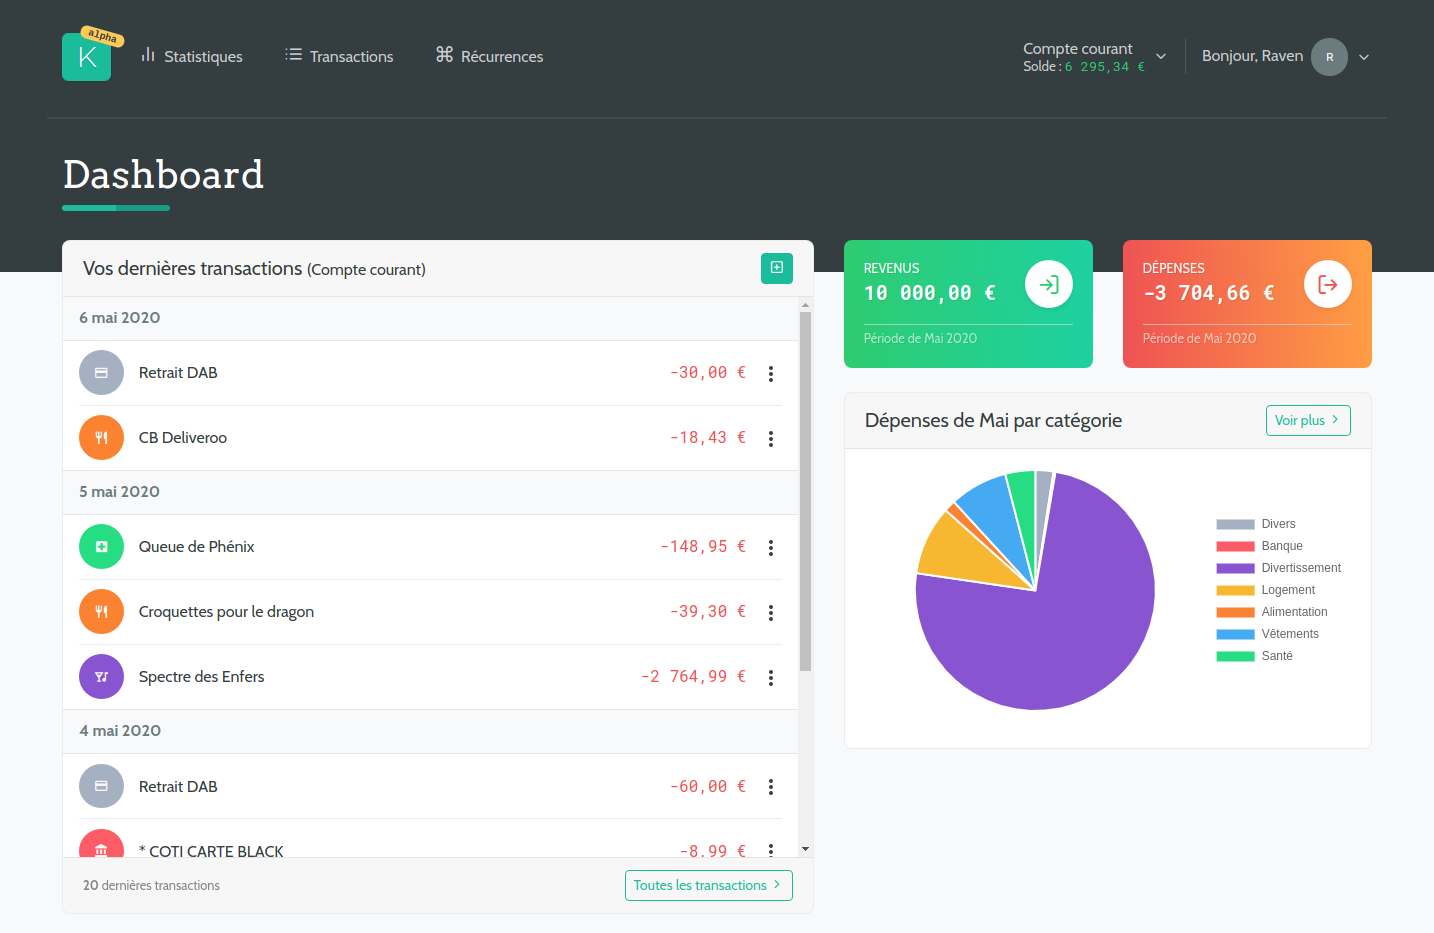 K
alpha
Statistiques
Transactions
Récurrences
Compte courant
Solde : 6 295,34 €
Bonjour, Raven
R
Dashboard
Vos dernières transactions (Compte courant)
6 mai 2020
Retrait DAB -30,00 €
CB Deliveroo -18,43 €
5 mai 2020
Queue de Phénix -148,95 €
Croquettes pour le dragon -39,30 €
Spectre des Enfers -2 764,99 €
4 mai 2020
Retrait DAB -60,00 €
* COTI CARTE BLACK -8,99 €
20 dernières transactions
Toutes les transactions
REVENUS
10 000,00 €
Période de Mai 2020
DÉPENSES
-3 704,66 €
Période de Mai 2020
Dépenses de Mai par catégorie
Voir plus
Divers
Banque
Divertissement
Logement
Alimentation
Vêtements
Santé